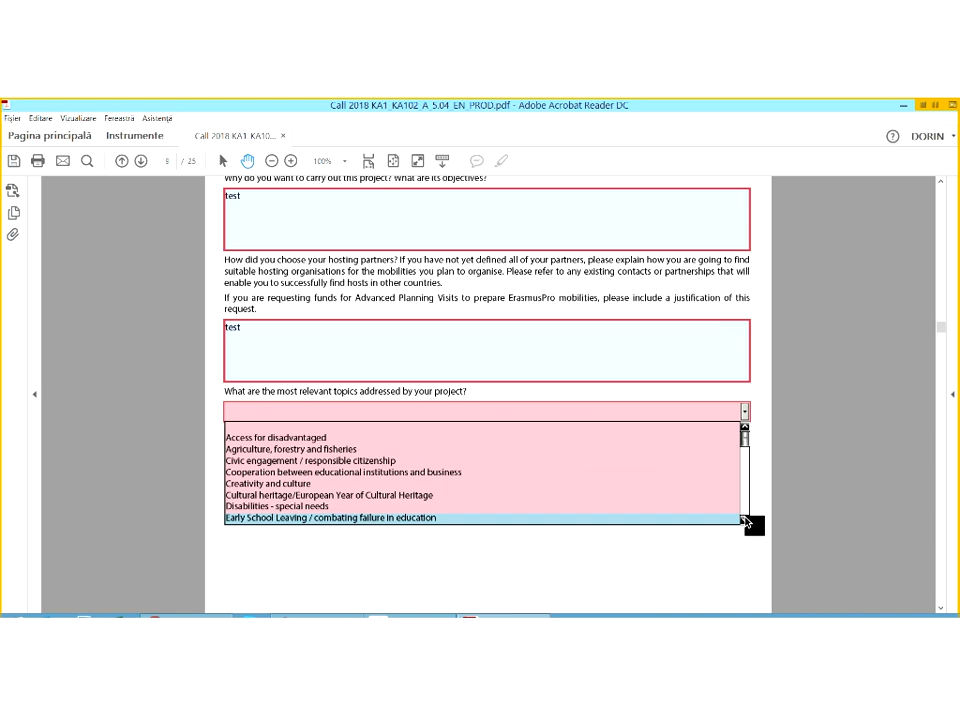 Call 2018 KA1_KA102_A_5.04_EN_PROD.pdf - Adobe Acrobat Reader DC
Fișier Editare Vizualizare Fereastră Asistență
Pagina principală Instrumente Call 2018 KA1_KA10... × ? DORIN
/ 25 100%
Why do you want to carry out this project? What are its objectives?
test
How did you choose your hosting partners? If you have not yet defined all of your partners, please explain how you are going to find
suitable hosting organisations for the mobilities you plan to organise. Please refer to any existing contacts or partnerships that will
enable you to successfully find hosts in other countries.
If you are requesting funds for Advanced Planning Visits to prepare ErasmusPro mobilities, please include a justification of this
request.
test
What are the most relevant topics addressed by your project?
Access for disadvantaged
Agriculture, forestry and fisheries
Civic engagement / responsible citizenship
Cooperation between educational institutions and business
Creativity and culture
Cultural heritage/European Year of Cultural Heritage
Disabilities - special needs
Early School Leaving / combating failure in education